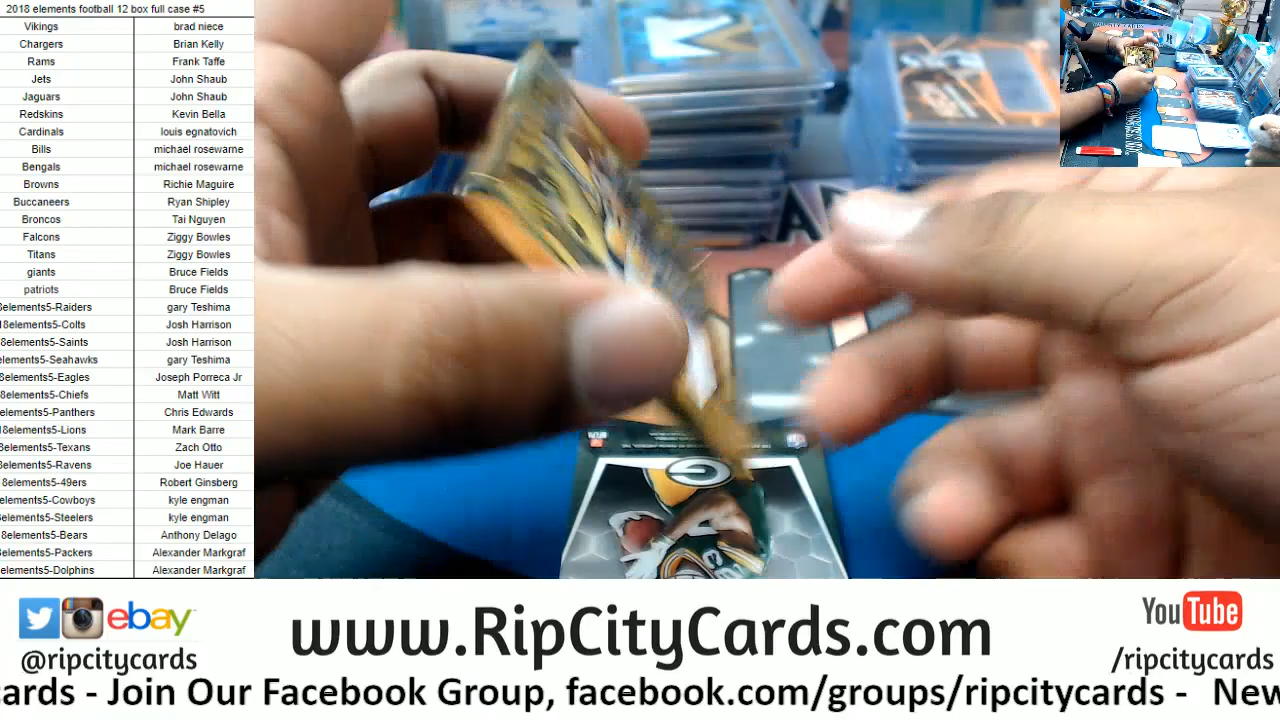 2018 elements football 12 box full case #5
Vikings brad niece
Chargers Brian Kelly
Rams Frank Taffe
Jets John Shaub
Jaguars John Shaub
Redskins Kevin Bella
Cardinals louis egnatovich
Bills michael rosewarne
Bengals michael rosewarne
Browns Richie Maguire
Buccaneers Ryan Shipley
Broncos Tai Nguyen
Falcons Ziggy Bowles
Titans Ziggy Bowles
giants Bruce Fields
patriots Bruce Fields
8elements5-Raiders gary Teshima
18elements5-Colts Josh Harrison
8elements5-Saints Josh Harrison
elements5-Seahawks gary Teshima
8elements5-Eagles Joseph Porreca Jr
8elements5-Chiefs Matt Witt
elements5-Panthers Chris Edwards
18elements5-Lions Mark Barre
8elements5-Texans Zach Otto
8elements5-Ravens Joe Hauer
8elements5-49ers Robert Ginsberg
elements5-Cowboys kyle engman
elements5-Steelers kyle engman
8elements5-Bears Anthony Delago
elements5-Packers Alexander Markgraf
elements5-Dolphins Alexander Markgraf
G
ebay
@ripcitycards
www.RipCityCards.com
YouTube
/ripcitycards
cards - Join Our Facebook Group, facebook.com/groups/ripcitycards - New